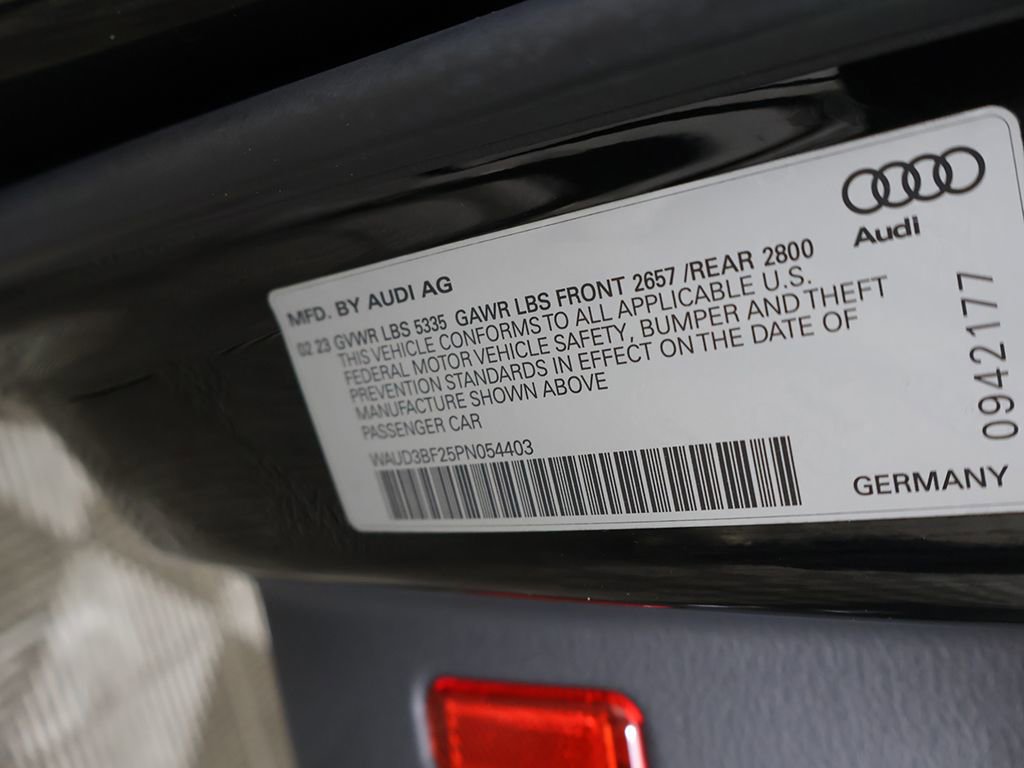 Audi
MFD. BY AUDI AG
02 23 GVWR LBS 5335 GAWR LBS FRONT 2657 /REAR 2800
THIS VEHICLE CONFORMS TO ALL APPLICABLE U.S.
FEDERAL MOTOR VEHICLE SAFETY, BUMPER AND THEFT
PREVENTION STANDARDS IN EFFECT ON THE DATE OF
MANUFACTURE SHOWN ABOVE
PASSENGER CAR
WAUD3BF25PN054403
GERMANY
0942177